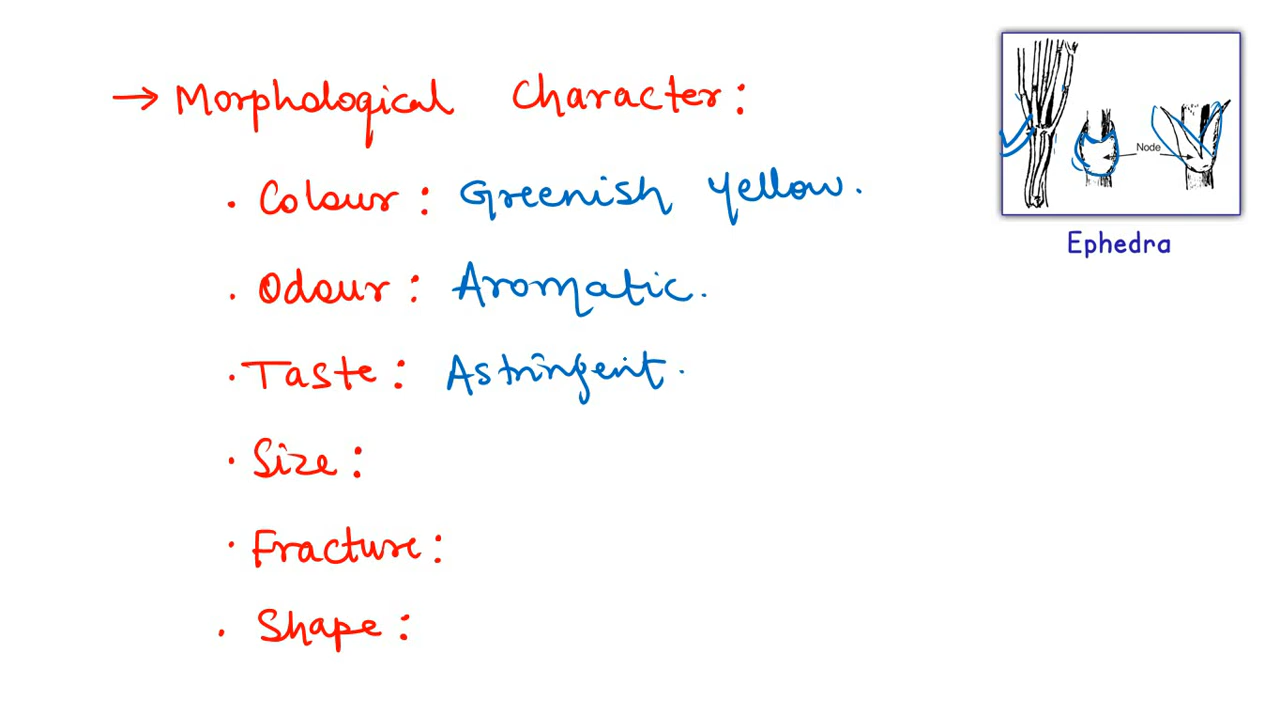 → Morphological Character:
• Colour: Greenish yellow.
• Odour: Aromatic.
• Taste: Astringent.
• Size:
• Fracture:
• Shape:
Node
Ephedra